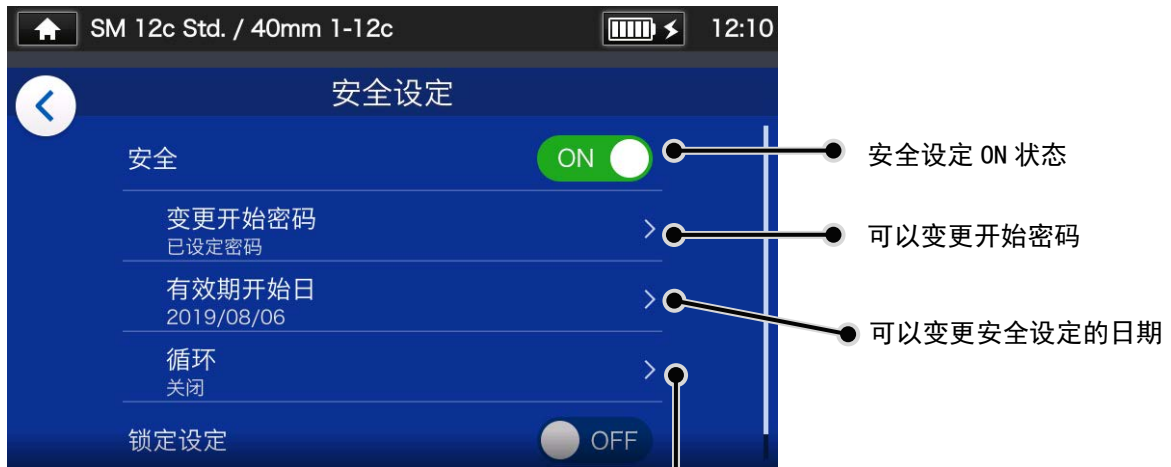 SM 12c Std. / 40mm 1-12c
12:10
安全设定
安全
ON
安全设定 ON 状态
变更开始密码
已设定密码
可以变更开始密码
有效期开始日
2019/08/06
可以变更安全设定的日期
循环
关闭
锁定设定
OFF